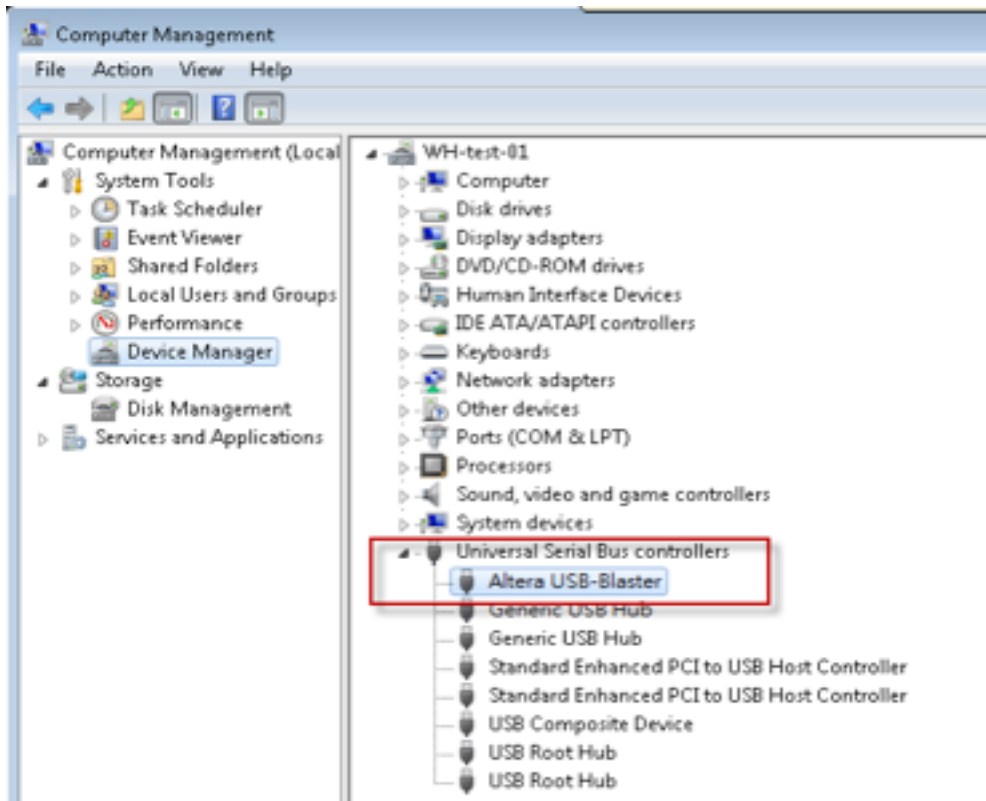 Computer Management
File Action View Help
Computer Management (Local
System Tools
Task Scheduler
Event Viewer
Shared Folders
Local Users and Groups
Performance
Device Manager
Storage
Disk Management
Services and Applications
WH-test-01
Computer
Disk drives
Display adapters
DVD/CD-ROM drives
Human Interface Devices
IDE ATA/ATAPI controllers
Keyboards
Network adapters
Other devices
Ports (COM & LPT)
Processors
Sound, video and game controllers
System devices
Universal Serial Bus controllers
Altera USB-Blaster
Generic USB Hub
Generic USB Hub
Standard Enhanced PCI to USB Host Controller
Standard Enhanced PCI to USB Host Controller
USB Composite Device
USB Root Hub
USB Root Hub